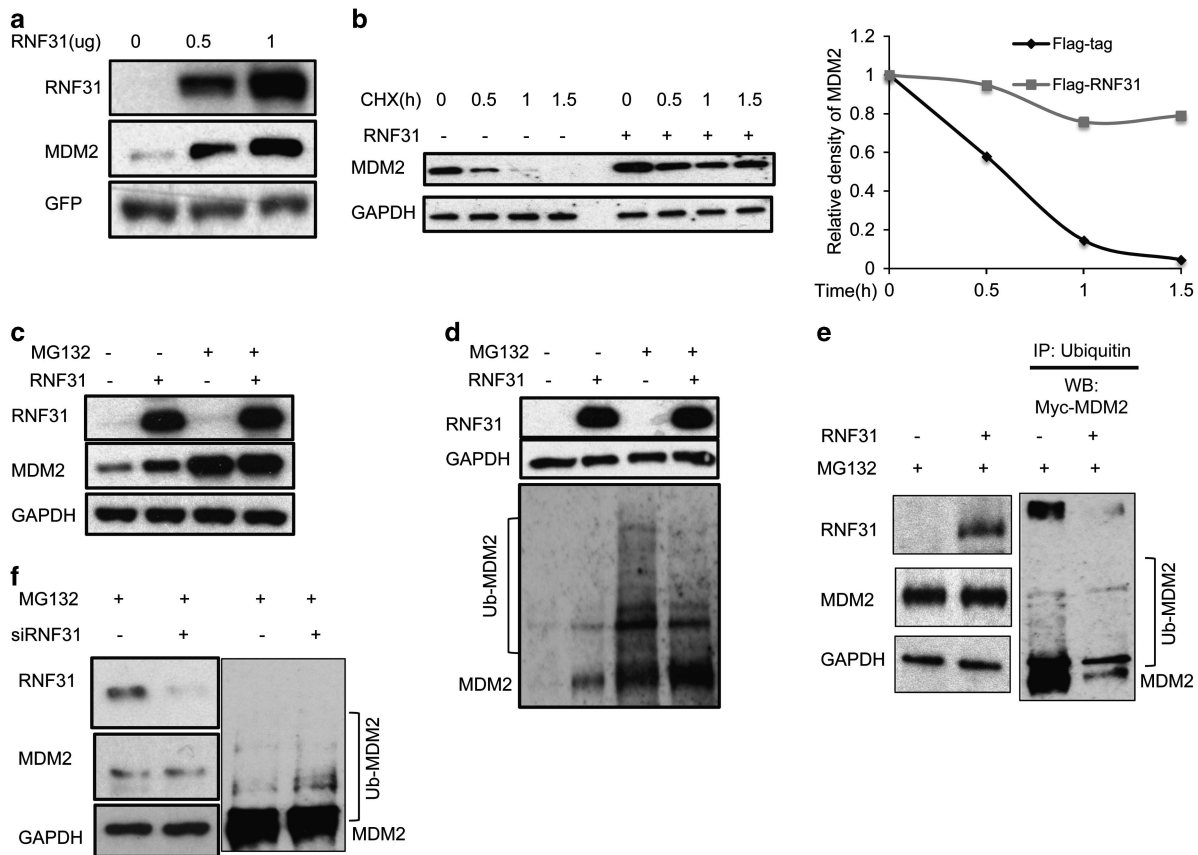 a
RNF31(ug) 0 0.5 1
RNF31
MDM2
GFP
b
CHX(h) 0 0.5 1 1.5 0 0.5 1 1.5
RNF31 - - - - + + + +
MDM2
GAPDH
Relative density of MDM2
1.2
1
0.8
0.6
0.4
0.2
0
Time(h) 0 0.5 1 1.5
Flag-tag
Flag-RNF31
c
MG132 - - + +
RNF31 - + - +
RNF31
MDM2
GAPDH
d
MG132 - - + +
RNF31 - + - +
RNF31
GAPDH
Ub-MDM2
MDM2
e
IP: Ubiquitin
WB:
Myc-MDM2
RNF31 - + - +
MG132 + + + +
RNF31
MDM2
GAPDH
Ub-MDM2
MDM2
f
MG132 + + + +
siRNF31 - + - +
RNF31
MDM2
GAPDH
Ub-MDM2
MDM2